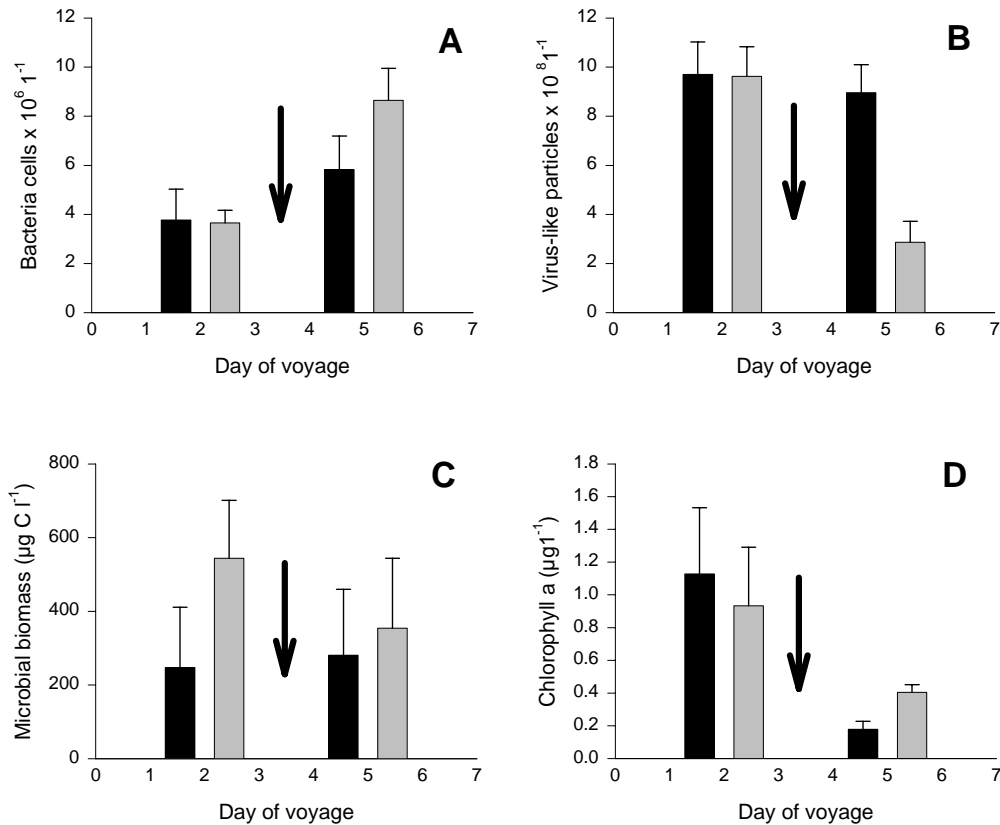 A
Bacteria cells x 10⁶ 1⁻¹
12
10
8
6
4
2
0
0 1 2 3 4 5 6 7
Day of voyage
B
Virus-like particles x 10⁸1⁻¹
12
10
8
6
4
2
0
0 1 2 3 4 5 6 7
Day of voyage
C
Microbial biomass (µg C l⁻¹)
800
600
400
200
0
0 1 2 3 4 5 6 7
Day of voyage
D
Chlorophyll a (µg1⁻¹)
1.8
1.6
1.4
1.2
1.0
0.8
0.6
0.4
0.2
0.0
0 1 2 3 4 5 6 7
Day of voyage